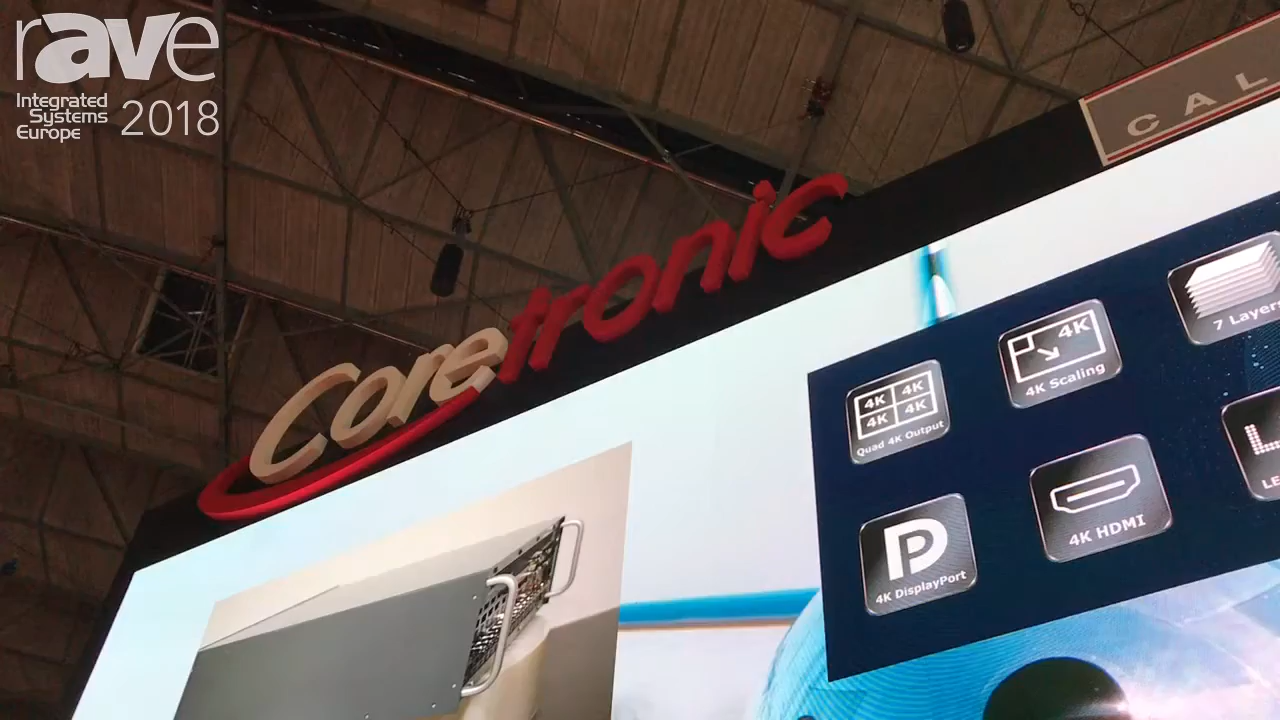 rAVe
Integrated
Systems
Europe 2018
CAL
Coretronic
4K
4K Scaling
7 Layers
4K 4K
4K 4K
Quad 4K Output
4K HDMI
4K DisplayPort